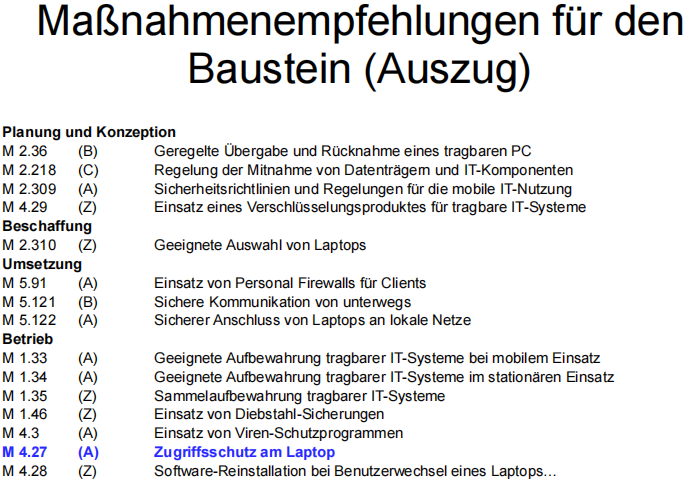 Maßnahmenempfehlungen für den
Baustein (Auszug)
Planung und Konzeption
M 2.36 (B) Geregelte Übergabe und Rücknahme eines tragbaren PC
M 2.218 (C) Regelung der Mitnahme von Datenträgern und IT-Komponenten
M 2.309 (A) Sicherheitsrichtlinien und Regelungen für die mobile IT-Nutzung
M 4.29 (Z) Einsatz eines Verschlüsselungsproduktes für tragbare IT-Systeme
Beschaffung
M 2.310 (Z) Geeignete Auswahl von Laptops
Umsetzung
M 5.91 (A) Einsatz von Personal Firewalls für Clients
M 5.121 (B) Sichere Kommunikation von unterwegs
M 5.122 (A) Sicherer Anschluss von Laptops an lokale Netze
Betrieb
M 1.33 (A) Geeignete Aufbewahrung tragbarer IT-Systeme bei mobilem Einsatz
M 1.34 (A) Geeignete Aufbewahrung tragbarer IT-Systeme im stationären Einsatz
M 1.35 (Z) Sammelaufbewahrung tragbarer IT-Systeme
M 1.46 (Z) Einsatz von Diebstahl-Sicherungen
M 4.3 (A) Einsatz von Viren-Schutzprogrammen
M 4.27 (A) Zugriffsschutz am Laptop
M 4.28 (Z) Software-Reinstallation bei Benutzerwechsel eines Laptops…